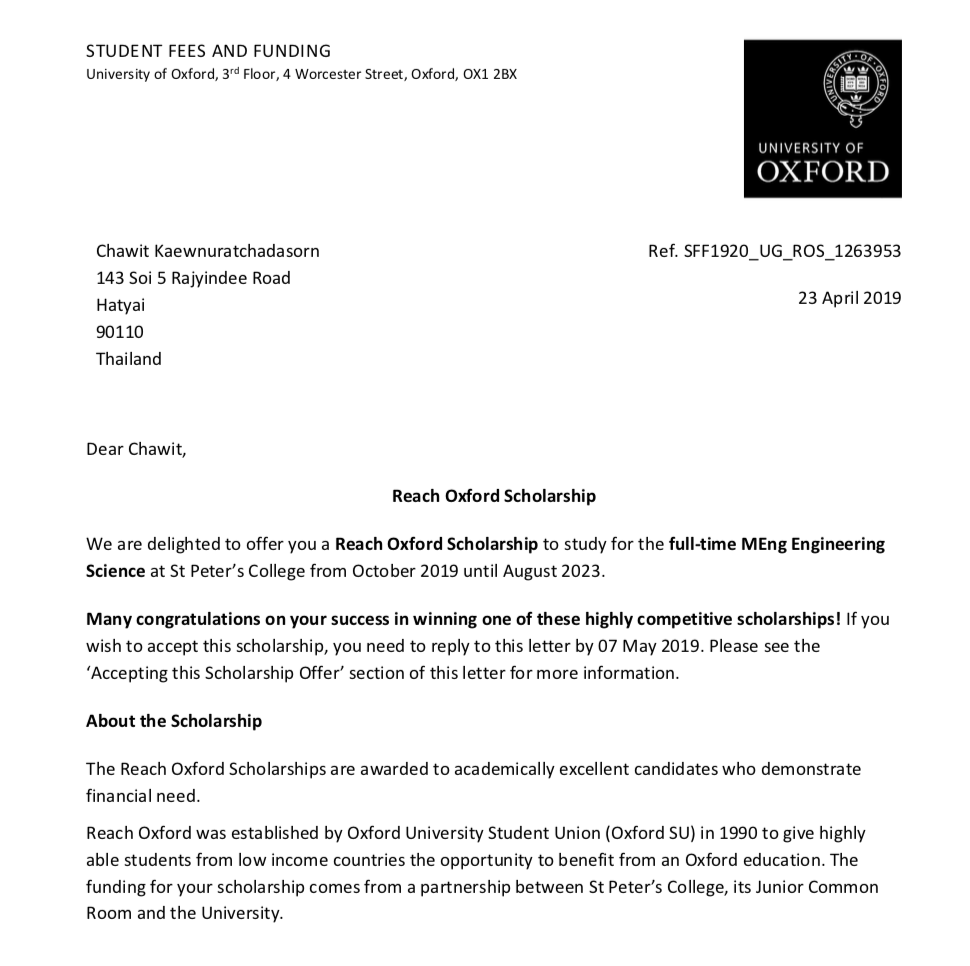 STUDENT FEES AND FUNDING
University of Oxford, 3rd Floor, 4 Worcester Street, Oxford, OX1 2BX
UNIVERSITY OF OXFORD
UNIVERSITY OF
OXFORD
Chawit Kaewnuratchadasorn
143 Soi 5 Rajyindee Road
Hatyai
90110
Thailand
Ref. SFF1920_UG_ROS_1263953
23 April 2019
Dear Chawit,
Reach Oxford Scholarship
We are delighted to offer you a Reach Oxford Scholarship to study for the full-time MEng Engineering
Science at St Peter’s College from October 2019 until August 2023.
Many congratulations on your success in winning one of these highly competitive scholarships! If you
wish to accept this scholarship, you need to reply to this letter by 07 May 2019. Please see the
‘Accepting this Scholarship Offer’ section of this letter for more information.
About the Scholarship
The Reach Oxford Scholarships are awarded to academically excellent candidates who demonstrate
financial need.
Reach Oxford was established by Oxford University Student Union (Oxford SU) in 1990 to give highly
able students from low income countries the opportunity to benefit from an Oxford education. The
funding for your scholarship comes from a partnership between St Peter’s College, its Junior Common
Room and the University.